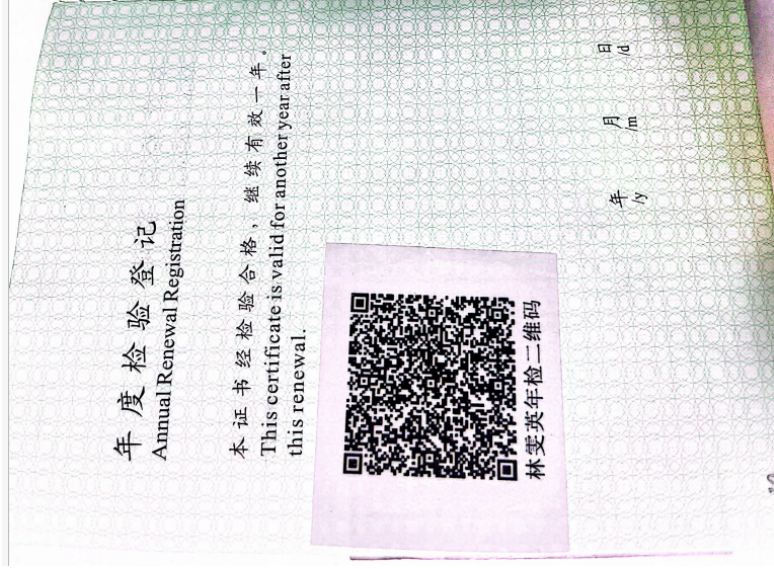 年度检验登记
Annual Renewal Registration
本证书经检验合格，继续有效一年。
This certificate is valid for another year after
this renewal.
林雯英年检二维码
年 月 日
/y /m /d